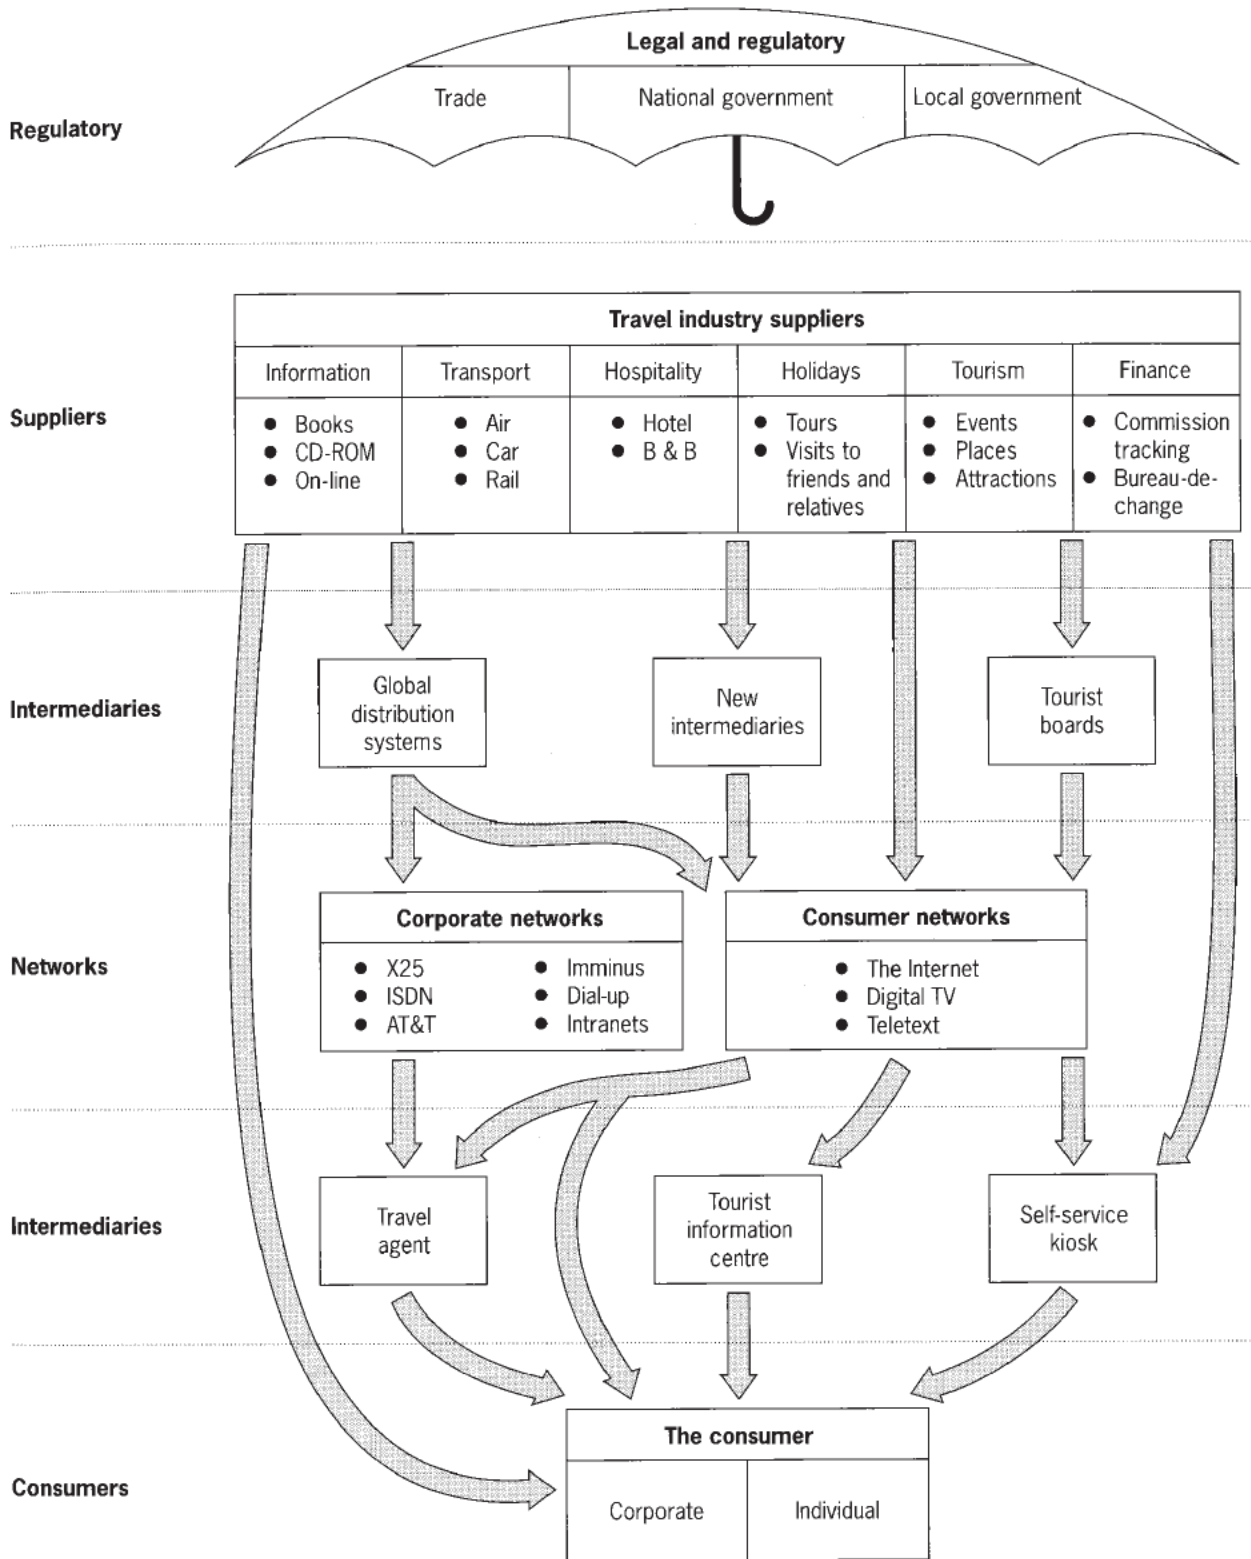 Legal and regulatory
Trade
National government
Local government
Regulatory
Travel industry suppliers
Information
Transport
Hospitality
Holidays
Tourism
Finance
Suppliers
● Books
● CD-ROM
● On-line
● Air
● Car
● Rail
● Hotel
● B & B
● Tours
● Visits to
friends and
relatives
● Events
● Places
● Attractions
● Commission
tracking
● Bureau-de-
change
Intermediaries
Global
distribution
systems
New
intermediaries
Tourist
boards
Networks
Corporate networks
● X25
● ISDN
● AT&T
● Imminus
● Dial-up
● Intranets
Consumer networks
● The Internet
● Digital TV
● Teletext
Intermediaries
Travel
agent
Tourist
information
centre
Self-service
kiosk
Consumers
The consumer
Corporate
Individual